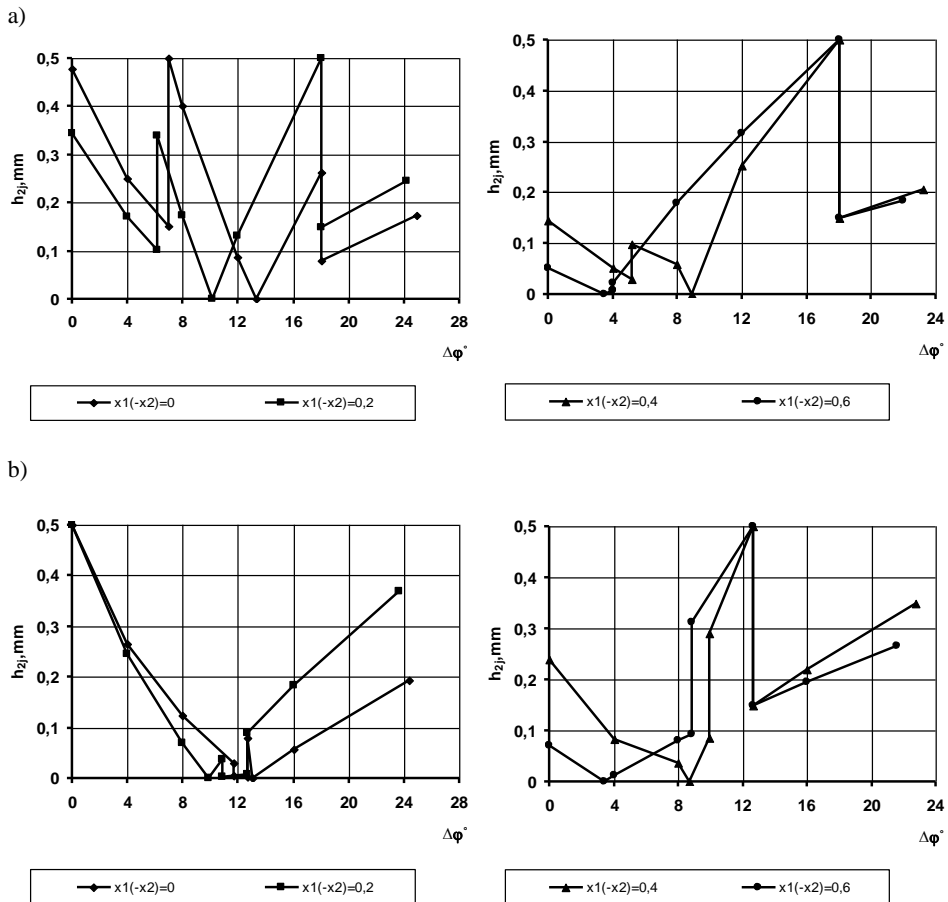 a)
h2j,mm
0,5
0,4
0,3
0,2
0,1
0
0 4 8 12 16 20 24 28
Δφ°
x1(-x2)=0 x1(-x2)=0,2
h2j,mm
0,5
0,4
0,3
0,2
0,1
0
0 4 8 12 16 20 24
Δφ°
x1(-x2)=0,4 x1(-x2)=0,6
b)
h2j,mm
0,5
0,4
0,3
0,2
0,1
0
0 4 8 12 16 20 24 28
Δφ°
x1(-x2)=0 x1(-x2)=0,2
h2j,mm
0,5
0,4
0,3
0,2
0,1
0
0 4 8 12 16 20 24
Δφ°
x1(-x2)=0,4 x1(-x2)=0,6